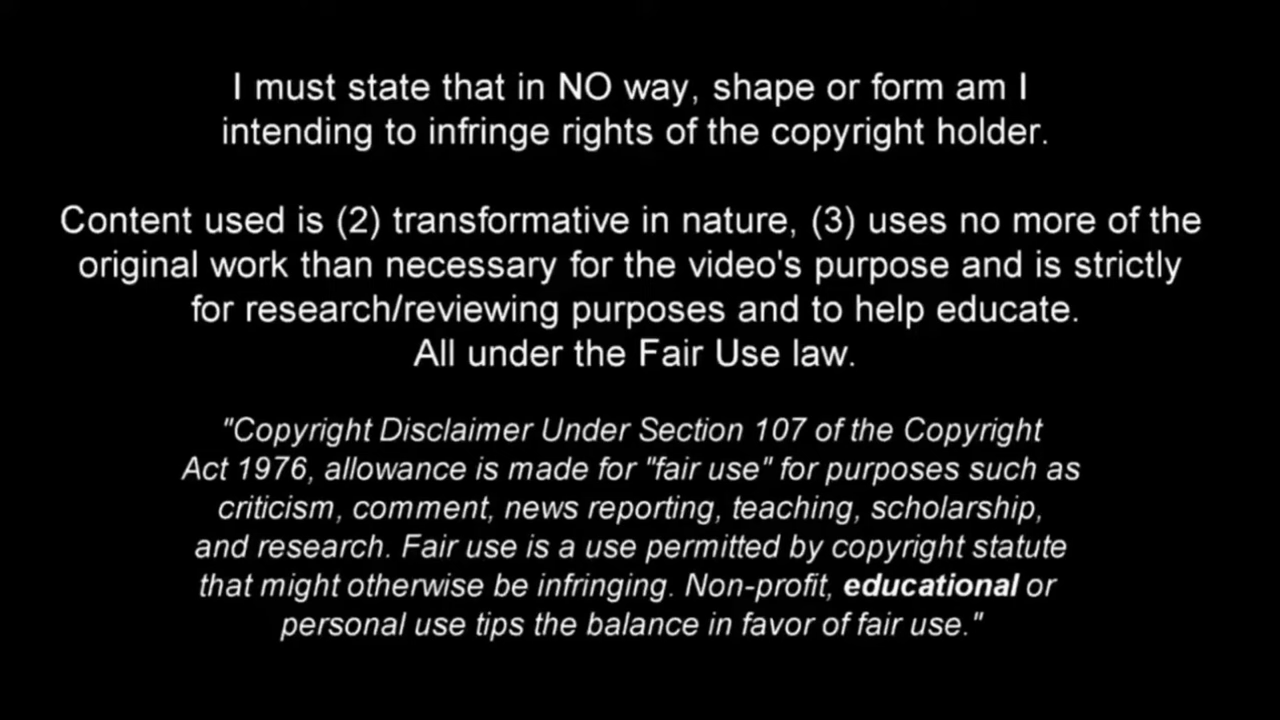 I must state that in NO way, shape or form am I
intending to infringe rights of the copyright holder.
Content used is (2) transformative in nature, (3) uses no more of the
original work than necessary for the video's purpose and is strictly
for research/reviewing purposes and to help educate.
All under the Fair Use law.
"Copyright Disclaimer Under Section 107 of the Copyright
Act 1976, allowance is made for "fair use" for purposes such as
criticism, comment, news reporting, teaching, scholarship,
and research. Fair use is a use permitted by copyright statute
that might otherwise be infringing. Non-profit, educational or
personal use tips the balance in favor of fair use."